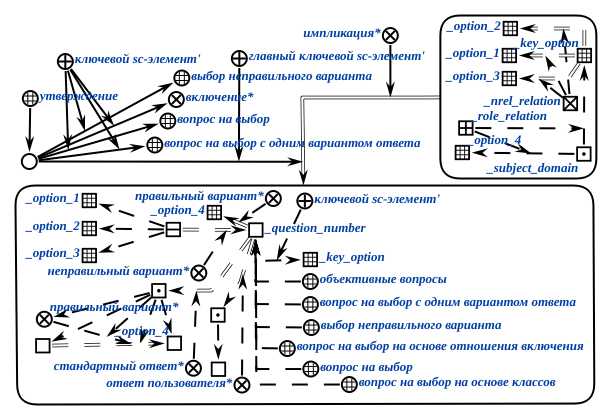 импликация*
_option_2
_key_option
_option_1
_option_3
_nrel_relation
_role_relation
_option_4
_subject_domain
ключевой sc-элемент'
главный ключевой sc-элемент'
выбор неправильного варианта
утверждение
включение*
вопрос на выбор
вопрос на выбор с одним вариантом ответа
_option_1
правильный вариант*
ключевой sc-элемент'
_option_4
_option_2
_question_number
_option_3
_key_option
неправильный вариант*
объективные вопросы
правильный вариант*
вопрос на выбор с одним вариантом ответа
_option_4
выбор неправильного варианта
вопрос на выбор на основе отношения включения
стандартный ответ*
вопрос на выбор
ответ пользователя*
вопрос на выбор на основе классов